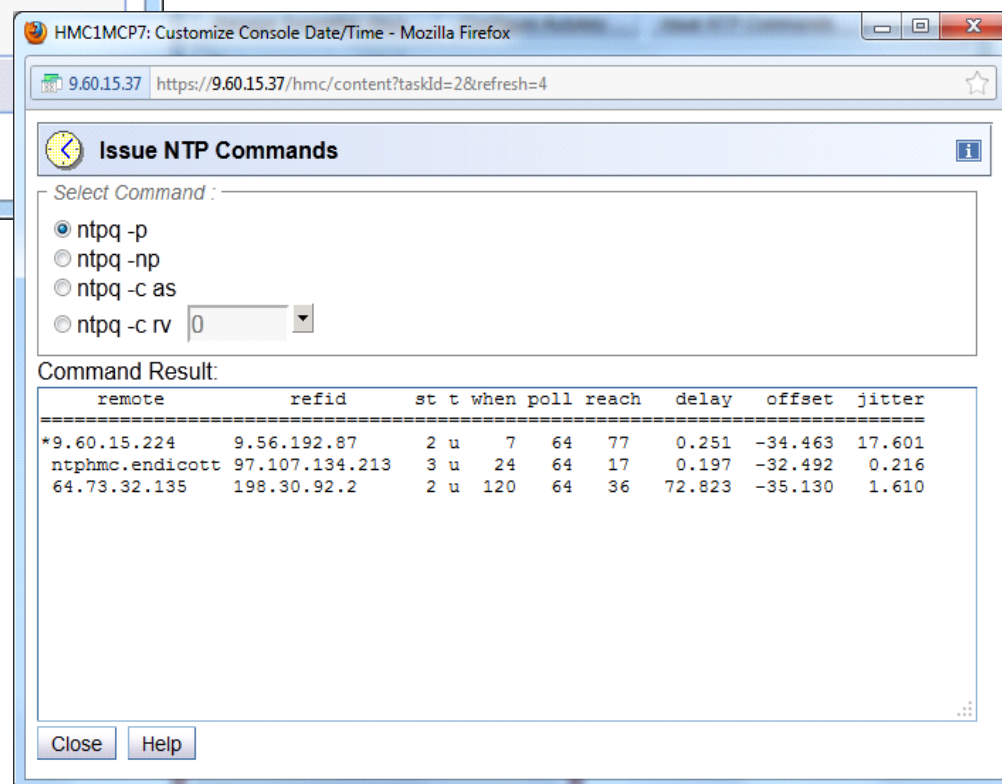 HMC1MCP7: Customize Console Date/Time - Mozilla Firefox
9.60.15.37 https://9.60.15.37/hmc/content?taskId=2&refresh=4
Issue NTP Commands
i
Select Command :
ntpq -p
ntpq -np
ntpq -c as
ntpq -c rv 0
Command Result:
remote refid st t when poll reach delay offset jitter
==============================================================================
*9.60.15.224 9.56.192.87 2 u 7 64 77 0.251 -34.463 17.601
ntphmc.endicott 97.107.134.213 3 u 24 64 17 0.197 -32.492 0.216
64.73.32.135 198.30.92.2 2 u 120 64 36 72.823 -35.130 1.610
Close Help